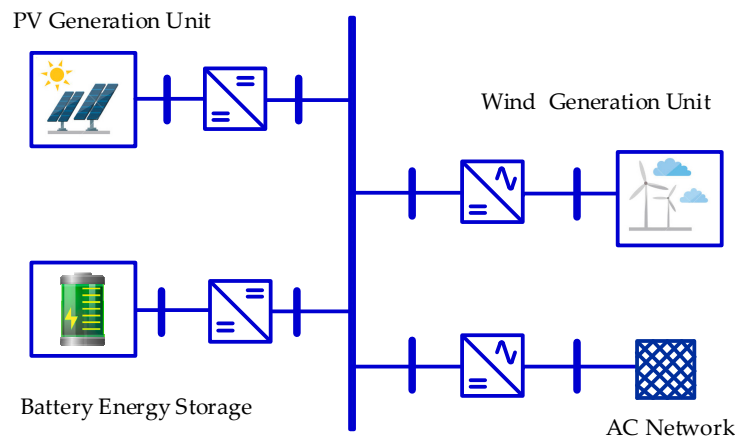 PV Generation Unit
Wind Generation Unit
Battery Energy Storage
AC Network